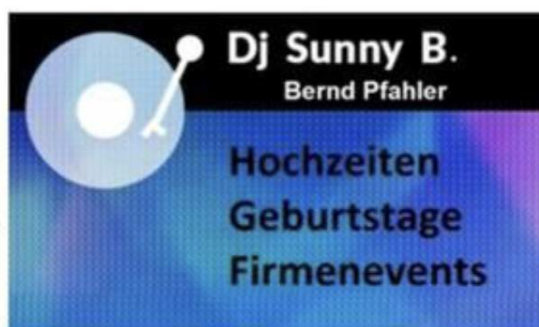 Dj Sunny B.
Bernd Pfahler
Hochzeiten
Geburtstage
Firmenevents